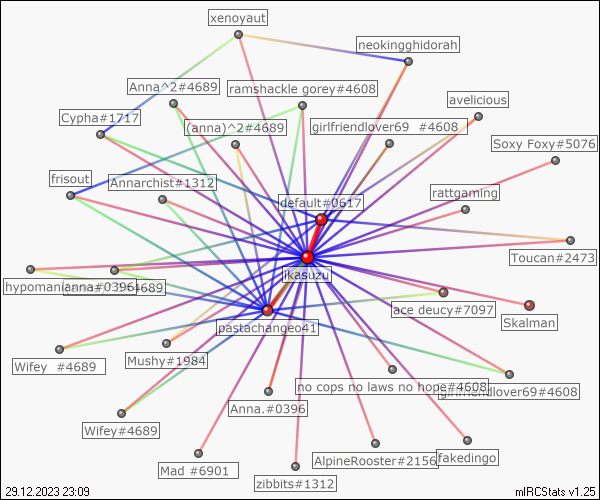 xenoyaut
neokingghidorah
Anna^2#4689
ramshackle gorey#4608
avelicious
Cypha#1717
(anna)^2#4689
girlfriendlover69 #4608
Soxy Foxy#5076
frisout
Annarchist#1312
rattgaming
default#0617
Toucan#2473
ikasuzu
hypomanic
anna#0396
4689
ace deucy#7097
Skalman
pastachangeo41
Wifey #4689
Mushy#1984
no cops no laws no hope#4608
girlfriendlover69#4608
Anna.#0396
Wifey#4689
Mad #6901
zibbits#1312
AlpineRooster#2156
fakedingo
29.12.2023 23:09
mIRCStats v1.25